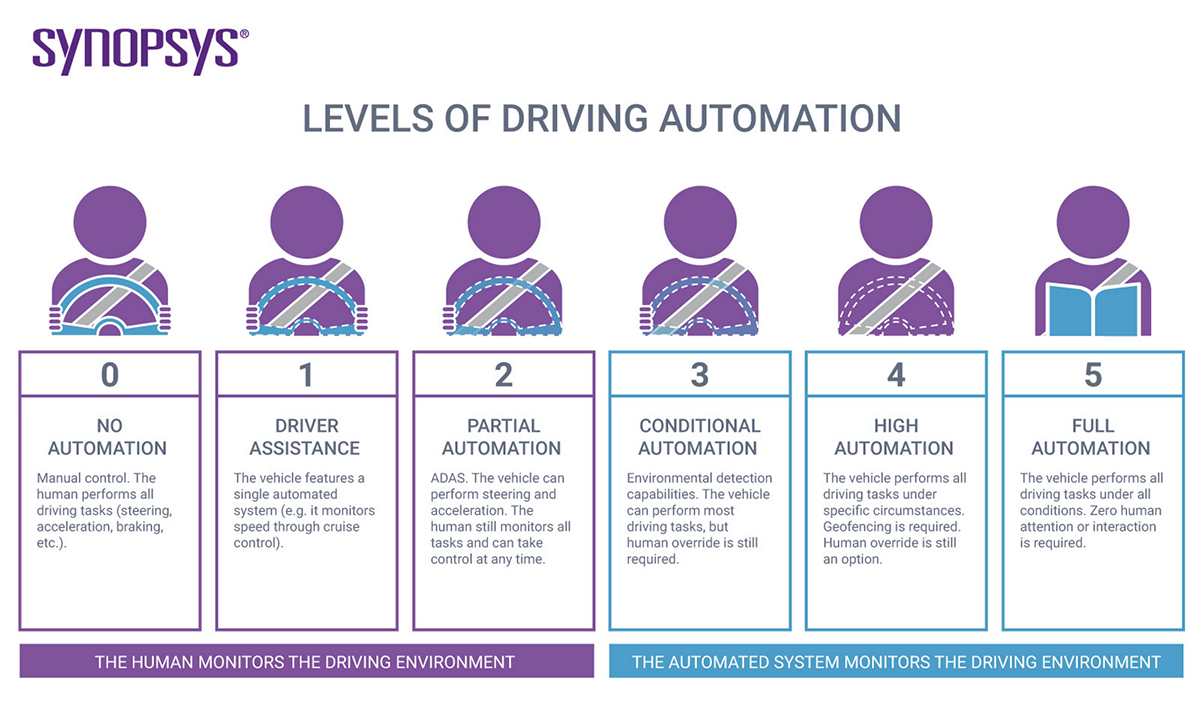 SYNOPSYS®
LEVELS OF DRIVING AUTOMATION
0
NO
AUTOMATION
Manual control. The
human performs all
driving tasks (steering,
acceleration, braking,
etc.).
1
DRIVER
ASSISTANCE
The vehicle features a
single automated
system (e.g. it monitors
speed through cruise
control).
2
PARTIAL
AUTOMATION
ADAS. The vehicle can
perform steering and
acceleration. The
human still monitors all
tasks and can take
control at any time.
3
CONDITIONAL
AUTOMATION
Environmental detection
capabilities. The vehicle
can perform most
driving tasks, but
human override is still
required.
4
HIGH
AUTOMATION
The vehicle performs all
driving tasks under
specific circumstances.
Geofencing is required.
Human override is still
an option.
5
FULL
AUTOMATION
The vehicle performs all
driving tasks under all
conditions. Zero human
attention or interaction
is required.
THE HUMAN MONITORS THE DRIVING ENVIRONMENT
THE AUTOMATED SYSTEM MONITORS THE DRIVING ENVIRONMENT